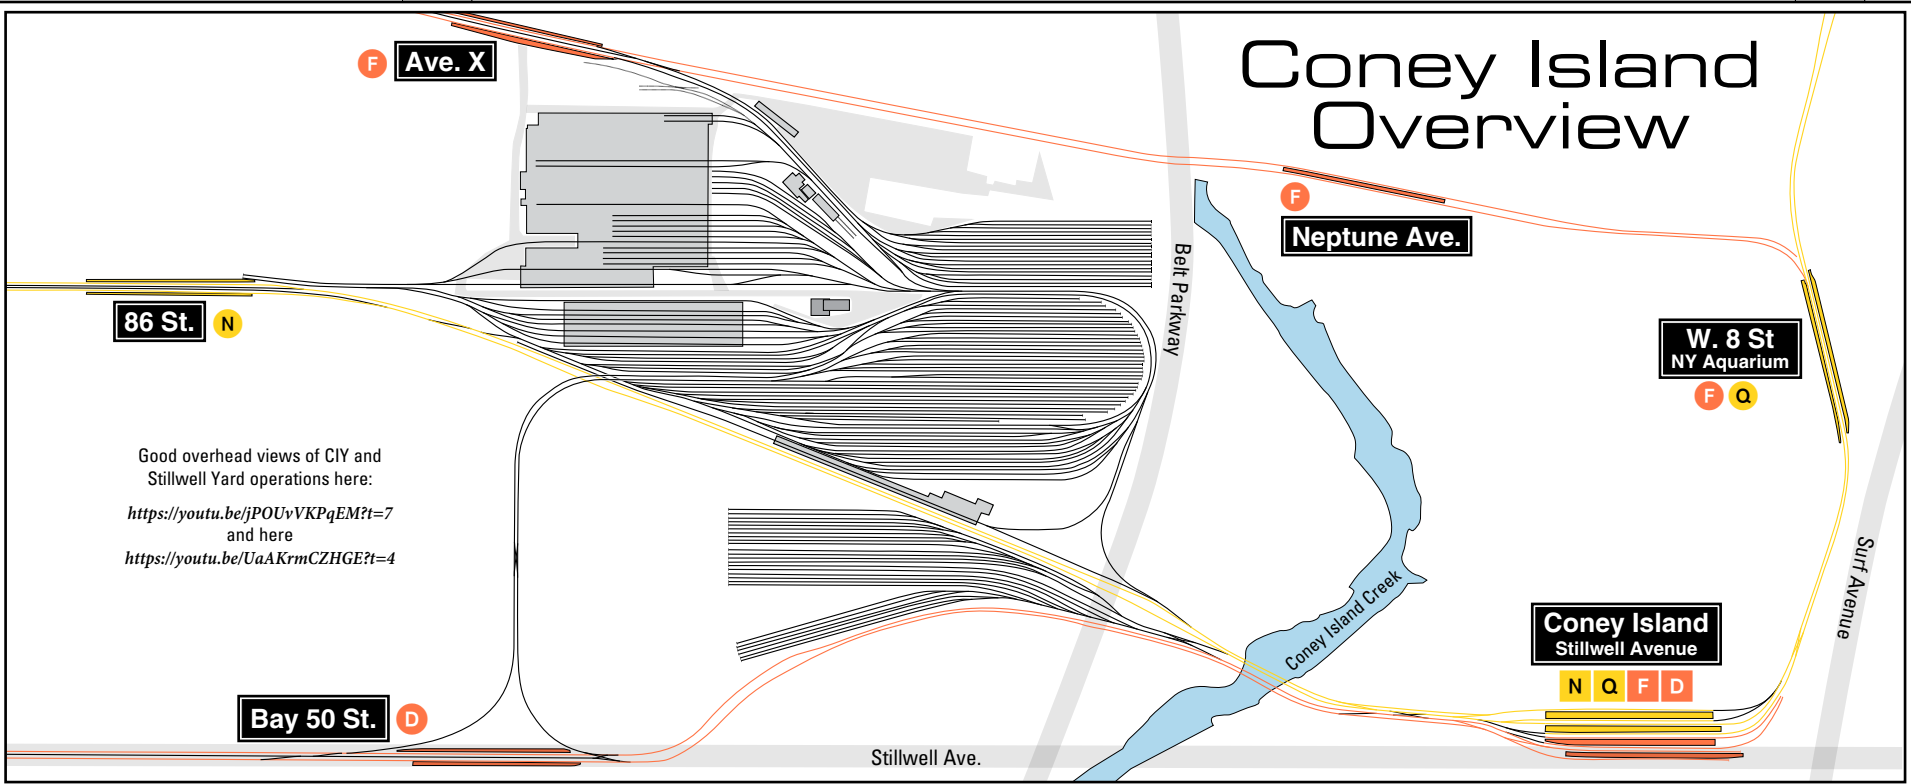 Coney Island
Overview
F
Ave. X
F
Neptune Ave.
Belt Parkway
86 St.
N
W. 8 St
NY Aquarium
F Q
Good overhead views of CIY and
Stillwell Yard operations here:
https://youtu.be/jPOUvVKPqEM?t=7
and here
https://youtu.be/UaAKrmCZHGE?t=4
Surf Avenue
Coney Island Creek
Coney Island
Stillwell Avenue
N Q F D
Bay 50 St.
D
Stillwell Ave.